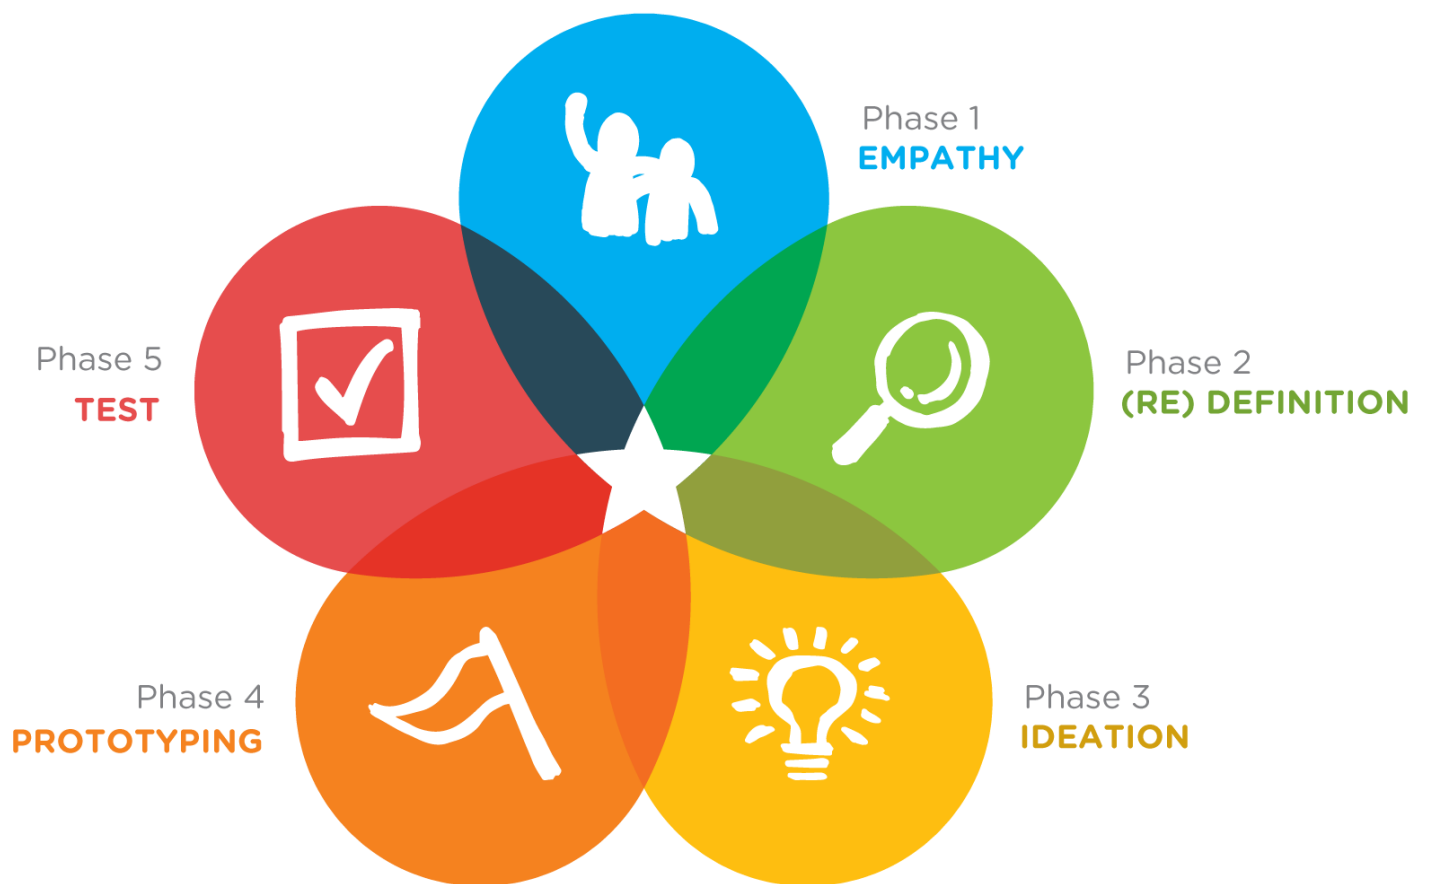 Phase 1
EMPATHY
Phase 2
(RE) DEFINITION
Phase 3
IDEATION
Phase 4
PROTOTYPING
Phase 5
TEST